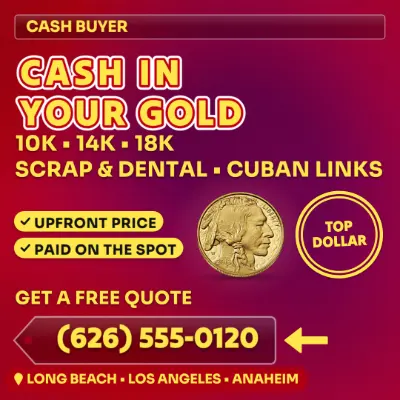 CASH BUYER
CASH IN
YOUR GOLD
10K ▪ 14K ▪ 18K
SCRAP & DENTAL ▪ CUBAN LINKS
✓ UPFRONT PRICE
✓ PAID ON THE SPOT
TOP
DOLLAR
GET A FREE QUOTE
(626) 555-0120
LONG BEACH ▪ LOS ANGELES ▪ ANAHEIM